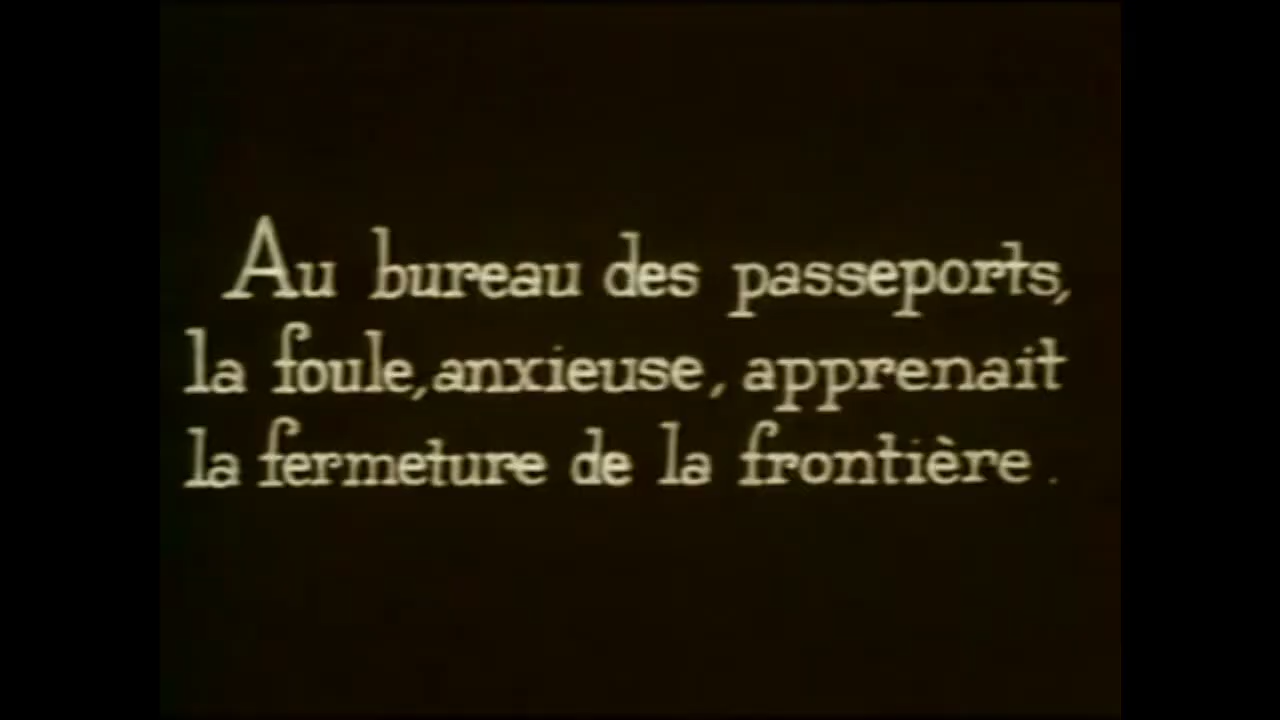 Au bureau des passeports,
la foule, anxieuse, apprenait
la fermeture de la frontière.